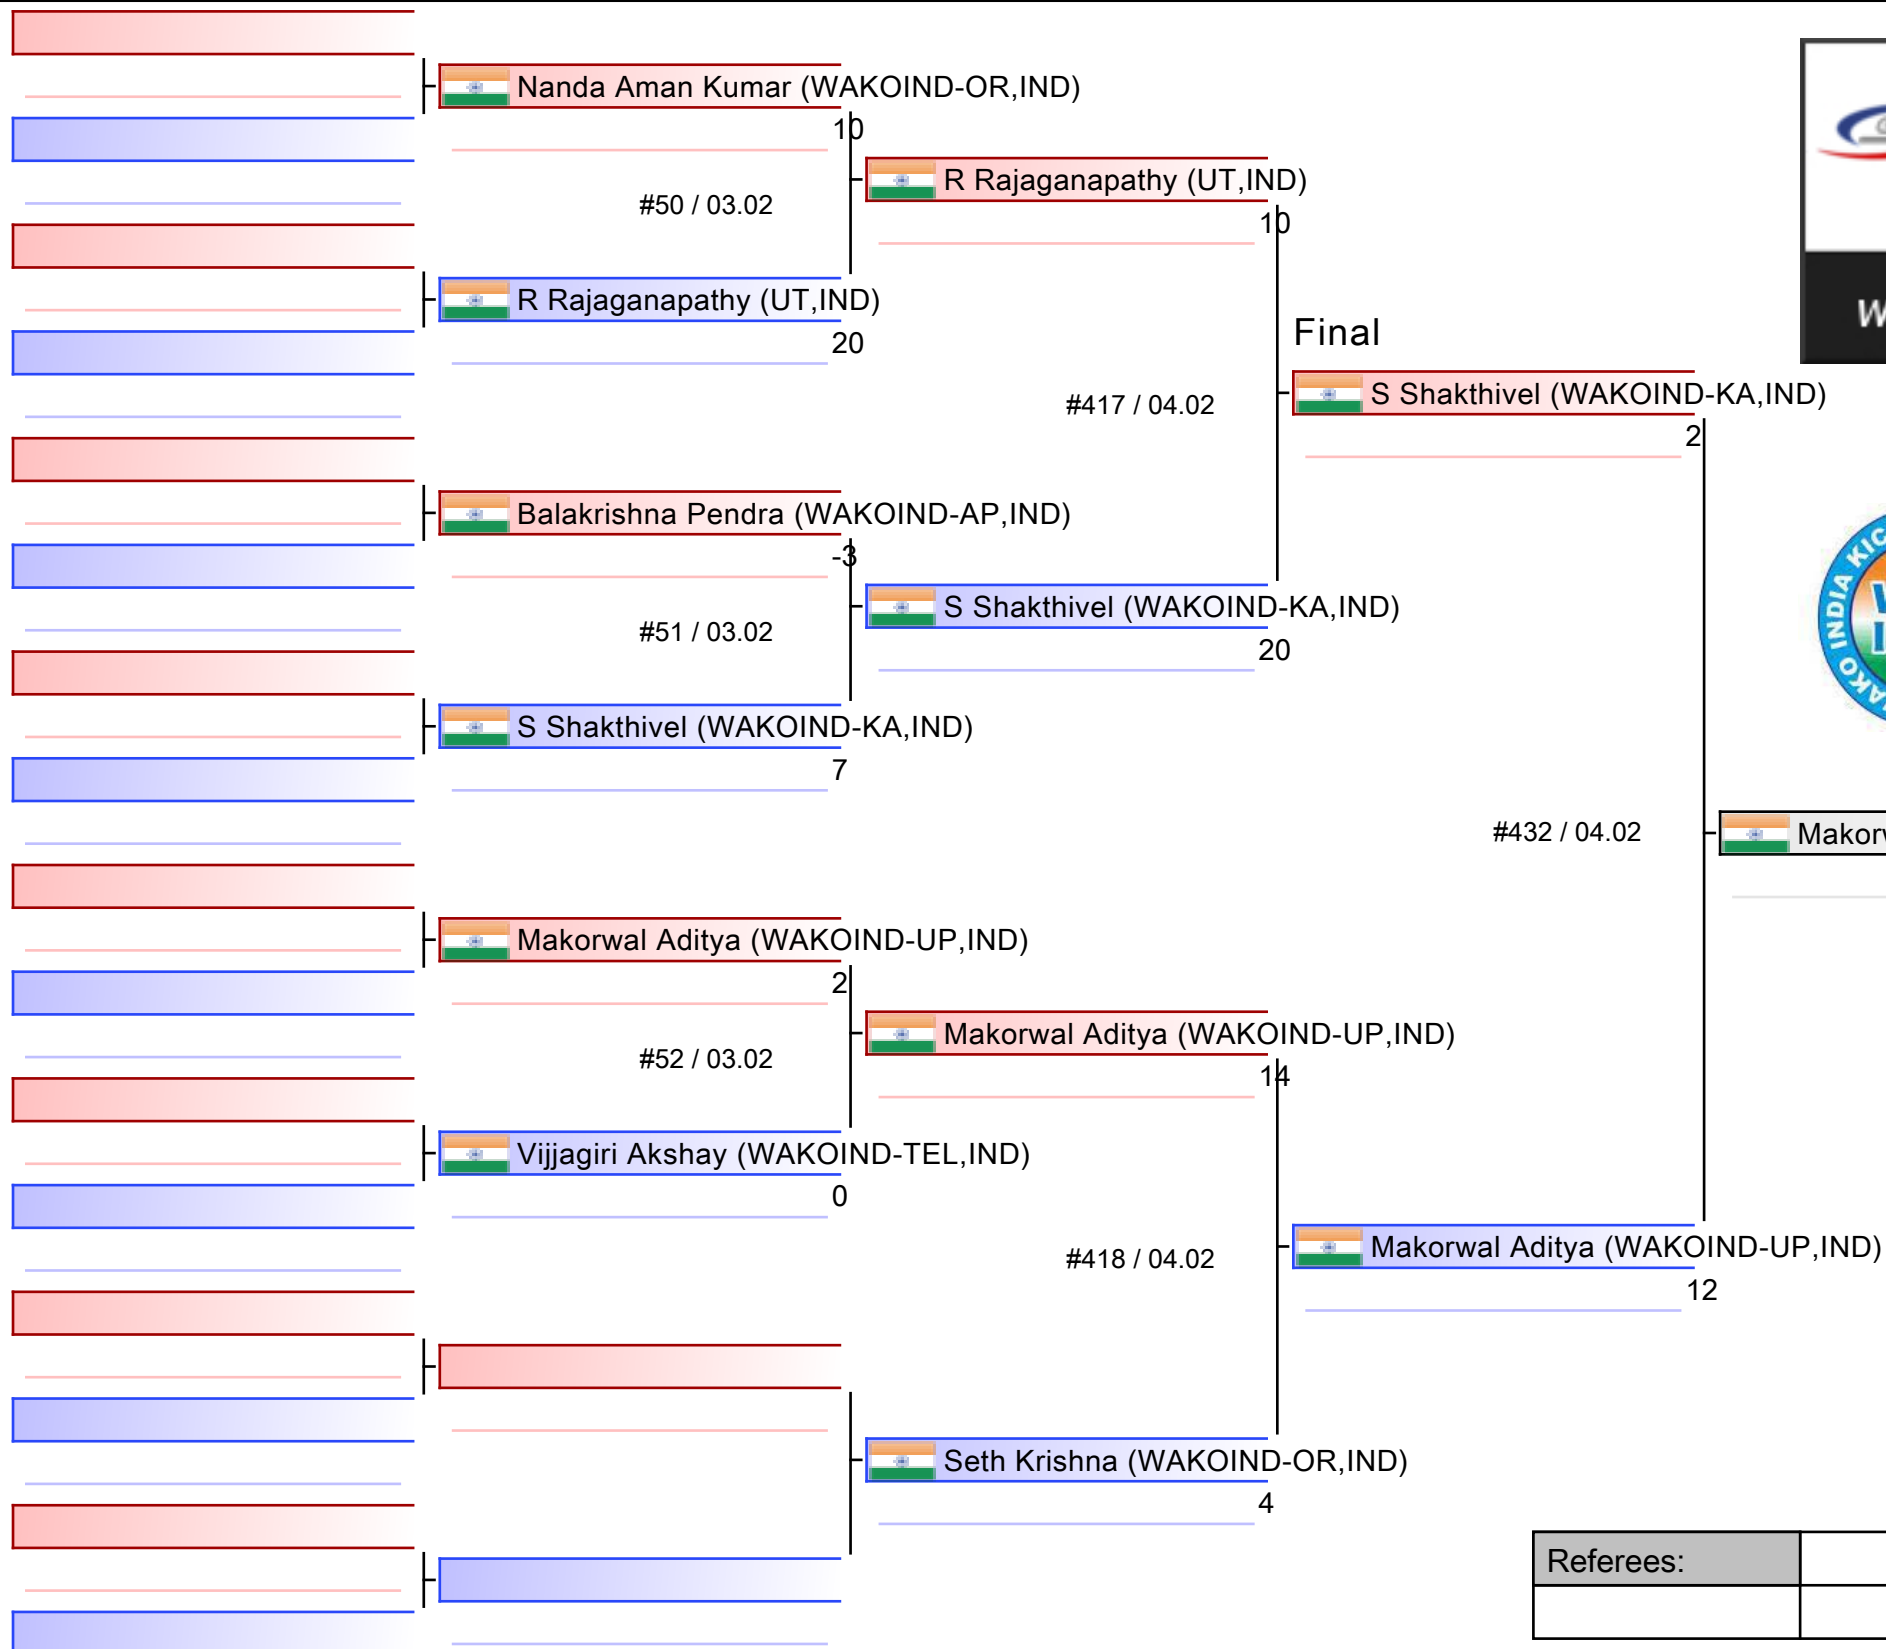 Nanda Aman Kumar (WAKOIND-OR,IND)
10
R Rajaganapathy (UT,IND)
10
#50 / 03.02
R Rajaganapathy (UT,IND)
20
Final
S Shakthivel (WAKOIND-KA,IND)
2
#417 / 04.02
Balakrishna Pendra (WAKOIND-AP,IND)
-3
S Shakthivel (WAKOIND-KA,IND)
20
#51 / 03.02
S Shakthivel (WAKOIND-KA,IND)
7
#432 / 04.02
Makorwal Aditya (WAKOIND-UP,IND)
2
Makorwal Aditya (WAKOIND-UP,IND)
14
#52 / 03.02
Vijjagiri Akshay (WAKOIND-TEL,IND)
0
#418 / 04.02
Makorwal Aditya (WAKOIND-UP,IND)
12
Seth Krishna (WAKOIND-OR,IND)
4
Referees: